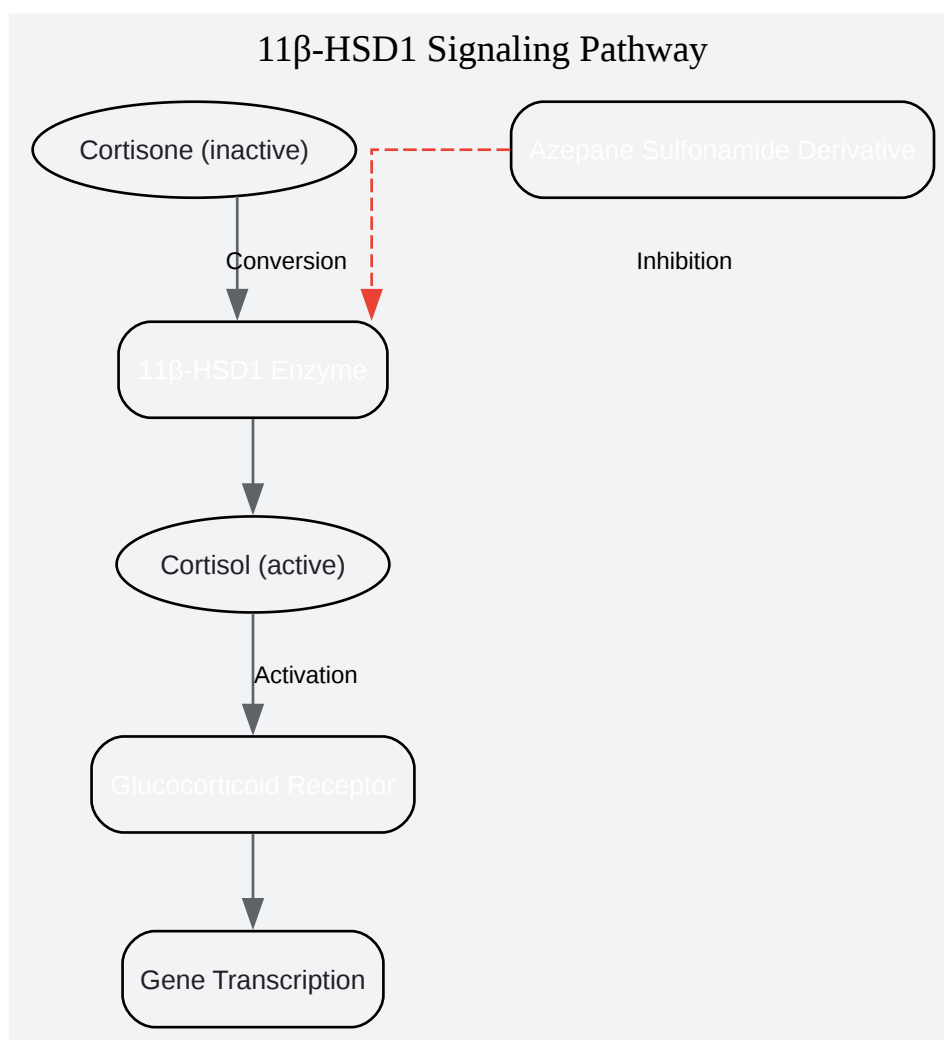 11β-HSD1 Signaling Pathway
Cortisone (inactive)
Azepane Sulfonamide Derivative
Conversion
Inhibition
11β-HSD1 Enzyme
Cortisol (active)
Activation
Glucocorticoid Receptor
Gene Transcription